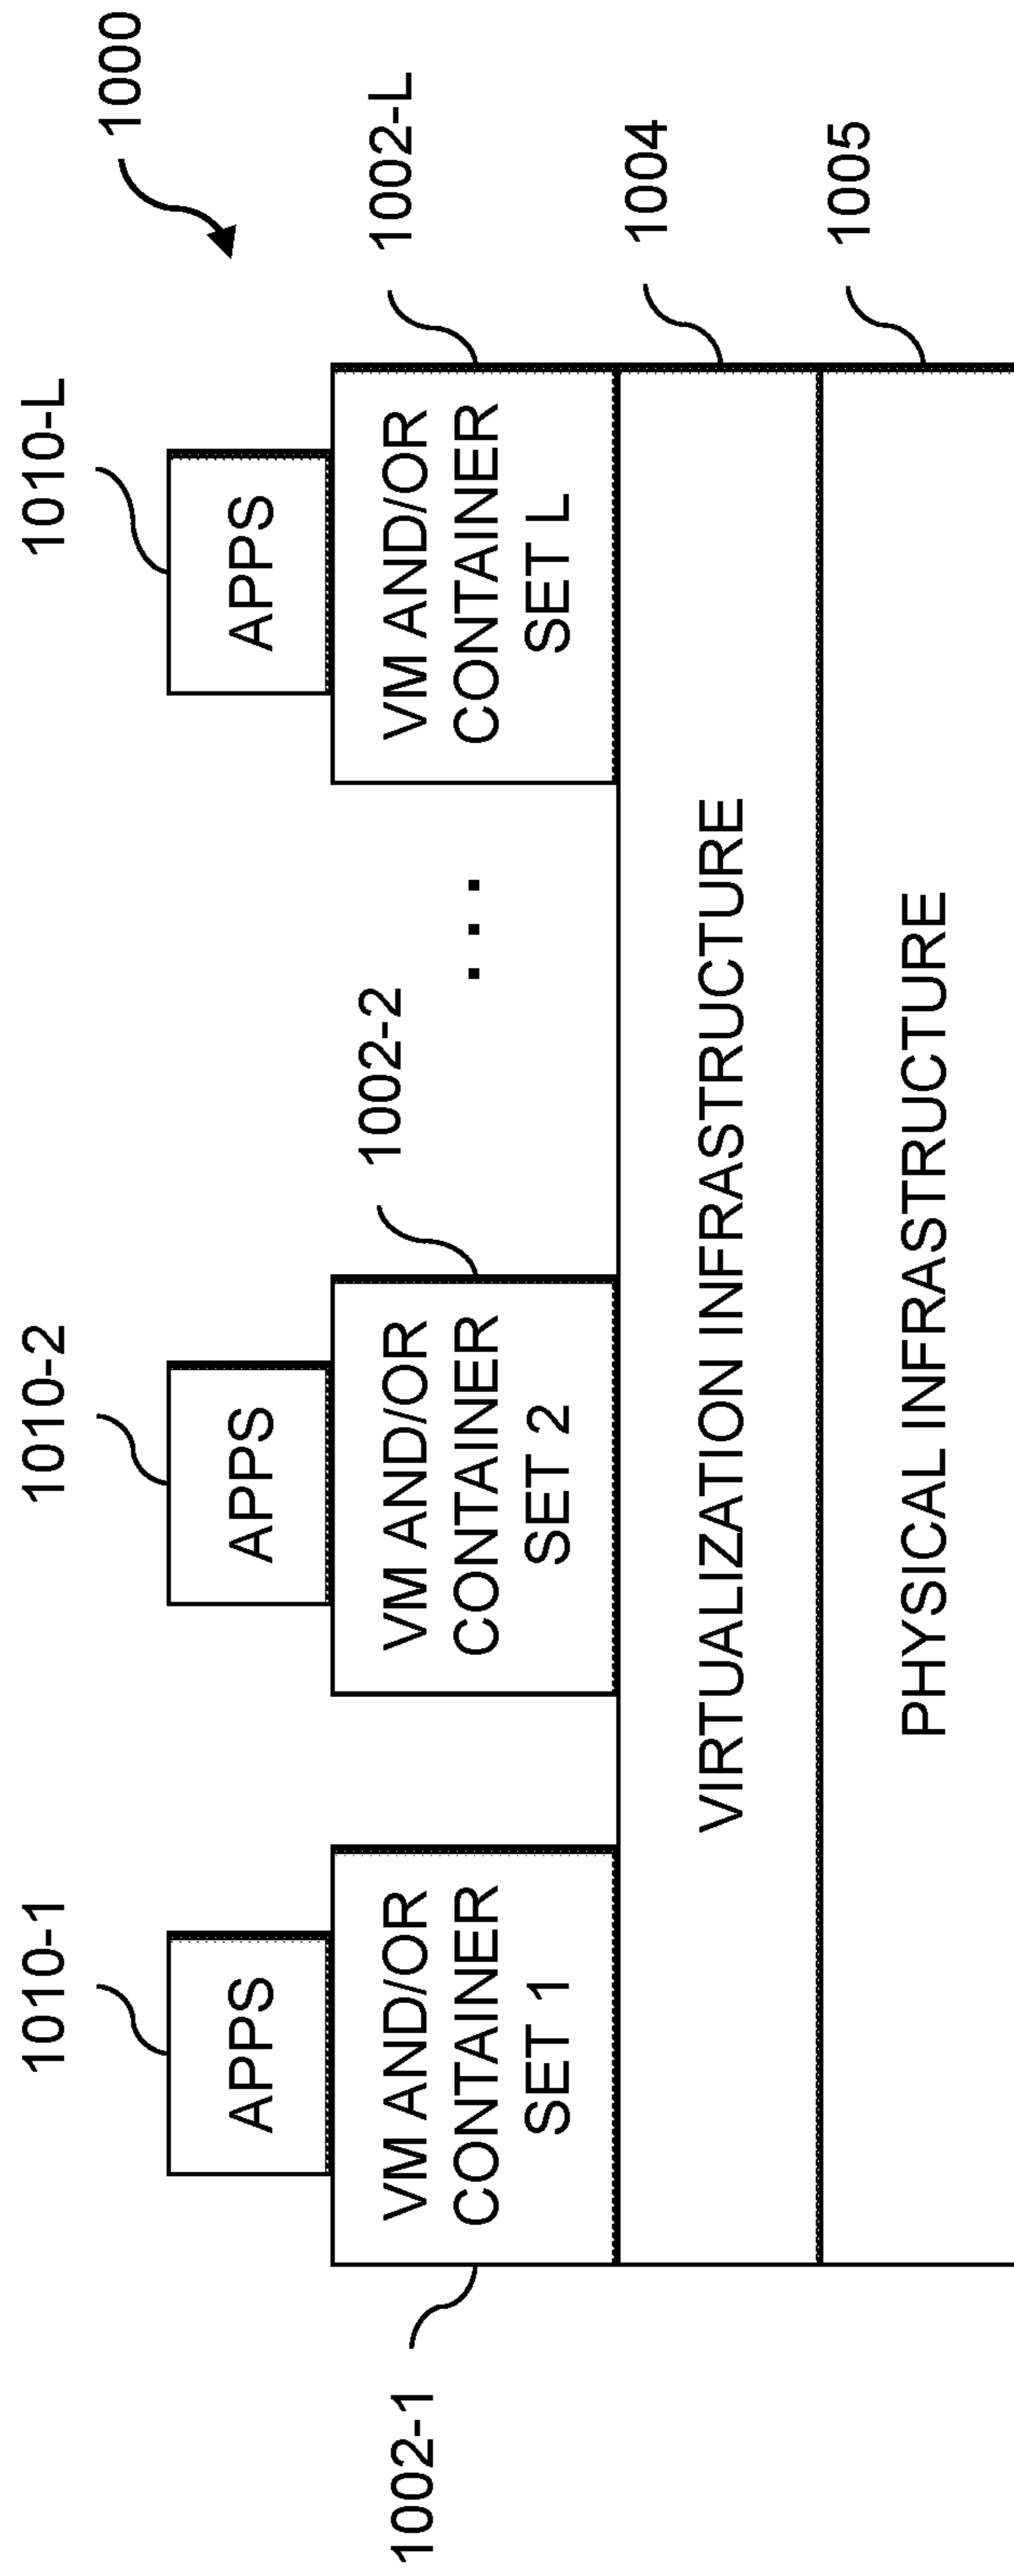 1000
1010-1
1010-2
1010-L
APPS
APPS
APPS
1002-1
VM AND/OR
CONTAINER
SET 1
1002-2
VM AND/OR
CONTAINER
SET 2
...
1002-L
VM AND/OR
CONTAINER
SET L
VIRTUALIZATION INFRASTRUCTURE
1004
PHYSICAL INFRASTRUCTURE
1005